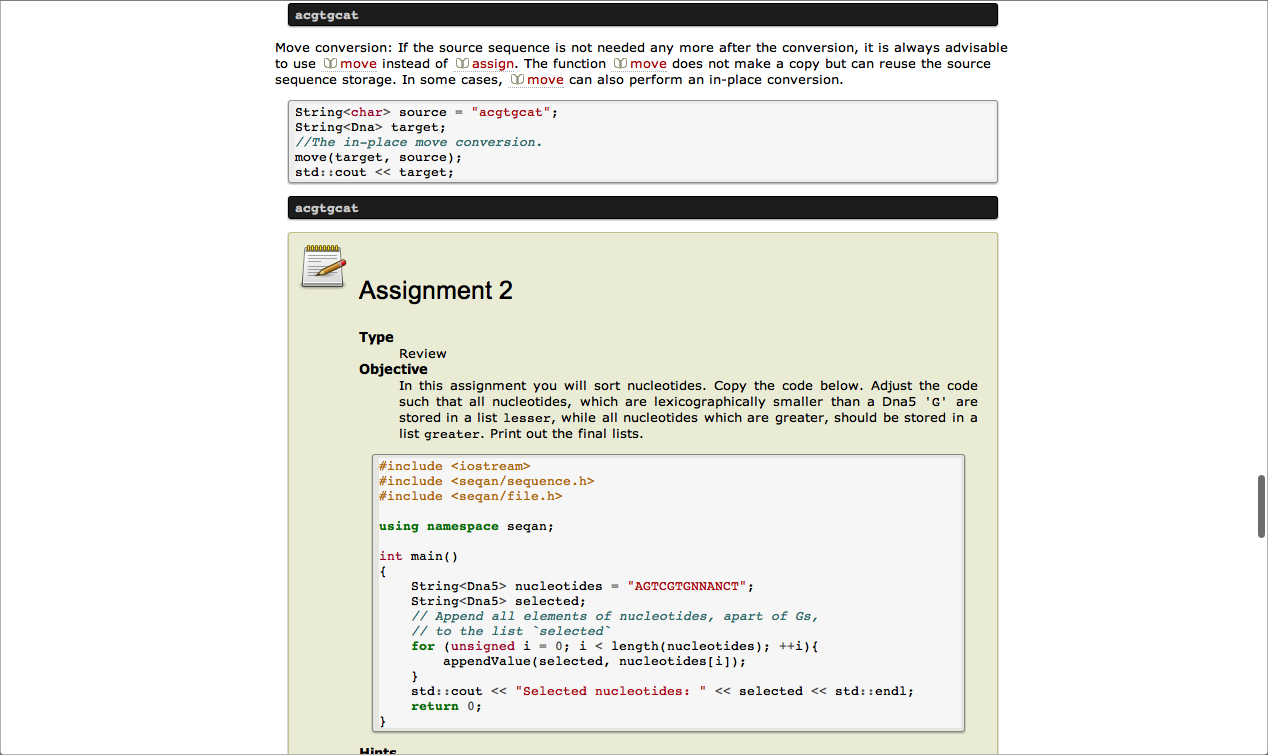 acgtgcat
Move conversion: If the source sequence is not needed any more after the conversion, it is always advisable
to use move instead of assign. The function move does not make a copy but can reuse the source
sequence storage. In some cases, move can also perform an in-place conversion.
String<char> source = "acgtgcat";
String<Dna> target;
//The in-place move conversion.
move(target, source);
std::cout << target;
acgtgcat
Assignment 2
Type
Review
Objective
In this assignment you will sort nucleotides. Copy the code below. Adjust the code
such that all nucleotides, which are lexicographically smaller than a Dna5 'G' are
stored in a list lesser, while all nucleotides which are greater, should be stored in a
list greater. Print out the final lists.
#include <iostream>
#include <seqan/sequence.h>
#include <seqan/file.h>
using namespace seqan;
int main()
{
String<Dna5> nucleotides = "AGTCGTGNNANCT";
String<Dna5> selected;
// Append all elements of nucleotides, apart of Gs,
// to the list `selected`
for (unsigned i = 0; i < length(nucleotides); ++i){
appendValue(selected, nucleotides[i]);
}
std::cout << "Selected nucleotides: " << selected << std::endl;
return 0;
}
Hints